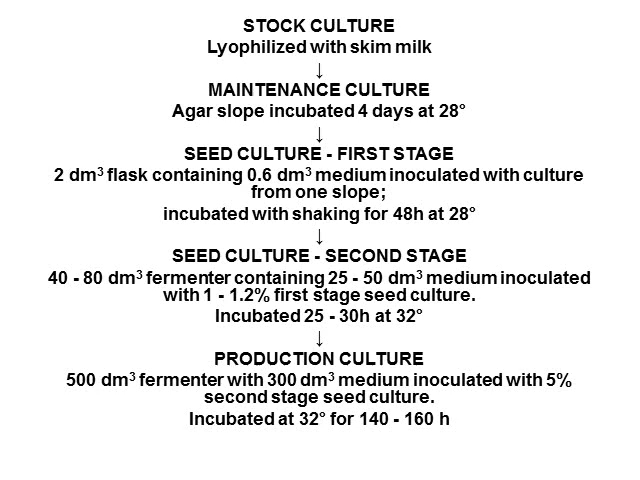 STOCK CULTURE
Lyophilized with skim milk
↓
MAINTENANCE CULTURE
Agar slope incubated 4 days at 28°
↓
SEED CULTURE - FIRST STAGE
2 dm³ flask containing 0.6 dm³ medium inoculated with culture
from one slope;
incubated with shaking for 48h at 28°
↓
SEED CULTURE - SECOND STAGE
40 - 80 dm³ fermenter containing 25 - 50 dm³ medium inoculated
with 1 - 1.2% first stage seed culture.
Incubated 25 - 30h at 32°
↓
PRODUCTION CULTURE
500 dm³ fermenter with 300 dm³ medium inoculated with 5%
second stage seed culture.
Incubated at 32° for 140 - 160 h